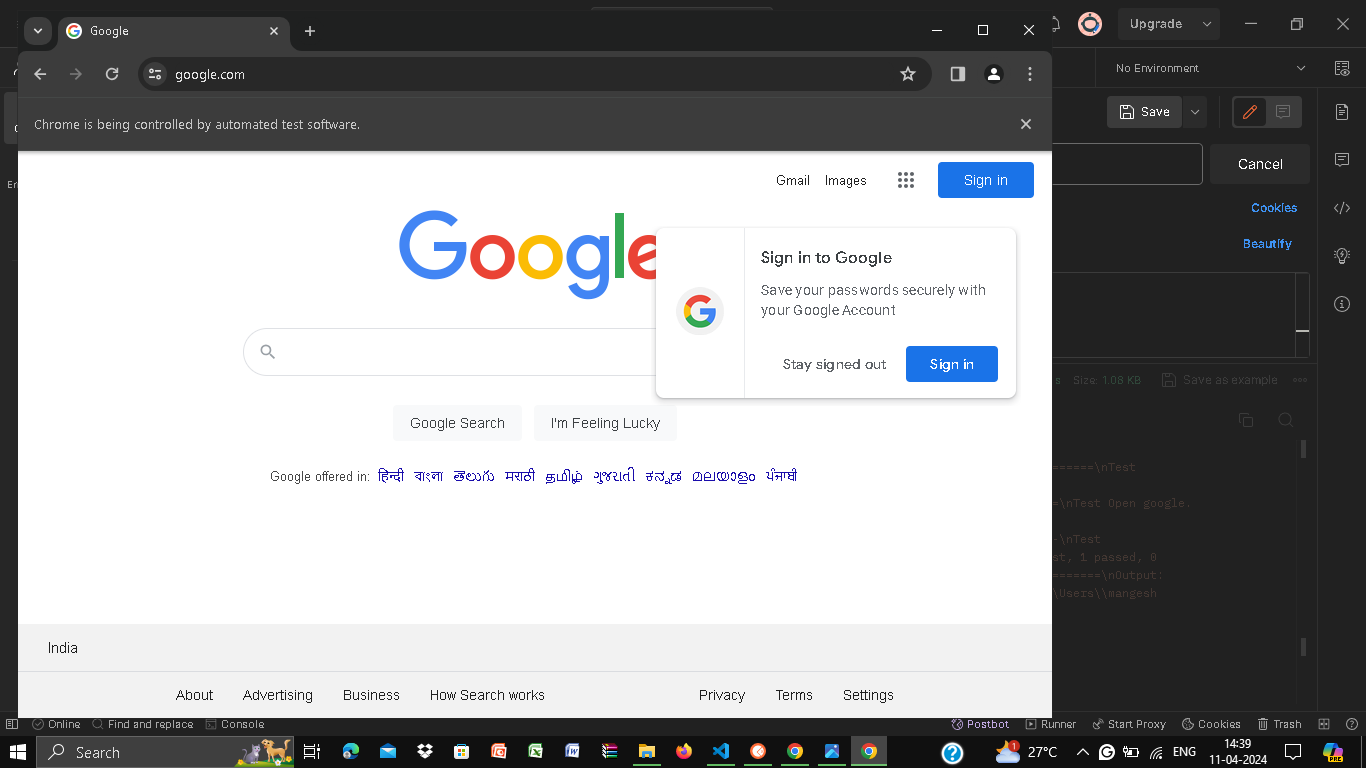 Google
Upgrade
google.com
No Environment
Chrome is being controlled by automated test software.
Save
Gmail Images Sign in
Cancel
Cookies
Beautify
Google
Sign in to Google
Save your passwords securely with
your Google Account
Stay signed out Sign in
s Size: 1.08 KB Save as example
Google Search I'm Feeling Lucky
Google offered in: हिन्दी বাংলা తెలుగు मराठी தமிழ் ગુજરાતી ಕನ್ನಡ മലയാളം ਪੰਜਾਬੀ
======\nTest
=\nTest Open google.
-\nTest
st, 1 passed, 0
=======\nOutput:
\Users\\mangesh
India
About Advertising Business How Search works Privacy Terms Settings
Online Find and replace Console Postbot Runner Start Proxy Cookies Trash
Search 1 27°C ENG 14:39
11-04-2024
PRE